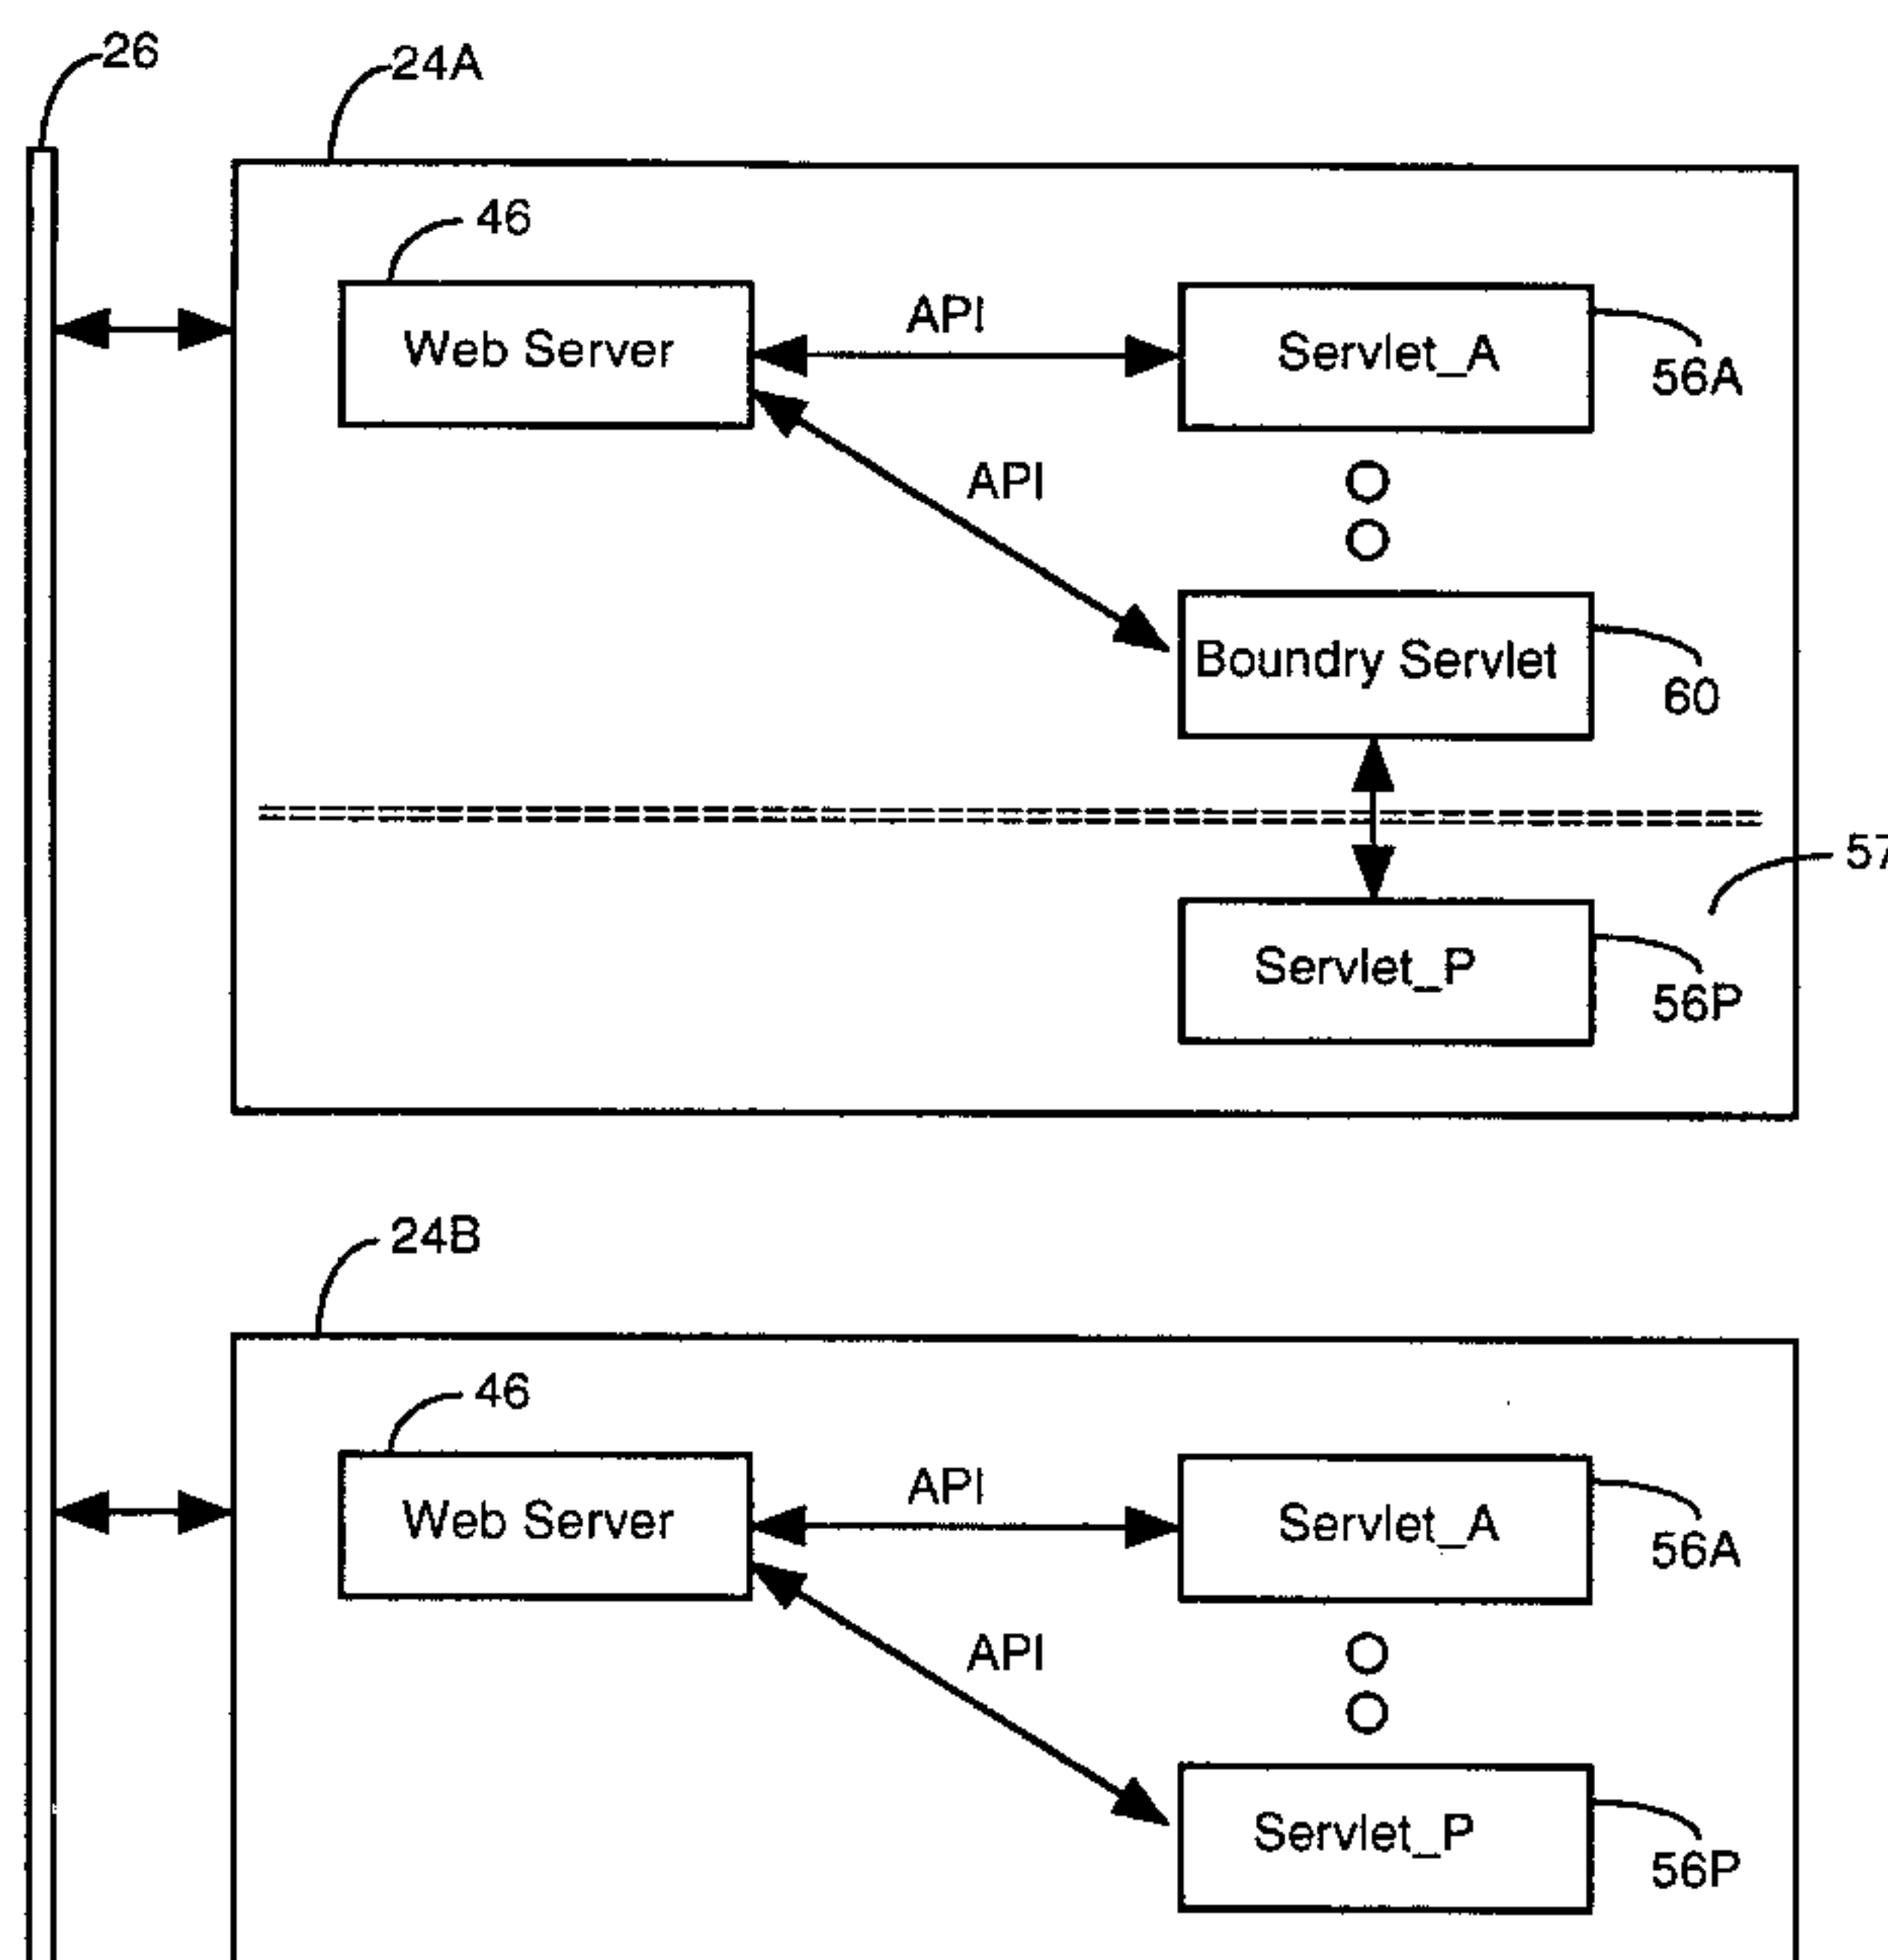 26
24A
46
API
Web Server
Servlet_A
56A
API
Boundry Servlet
60
57
Servlet_P
56P
24B
46
API
Web Server
Servlet_A
56A
API
Servlet_P
56P